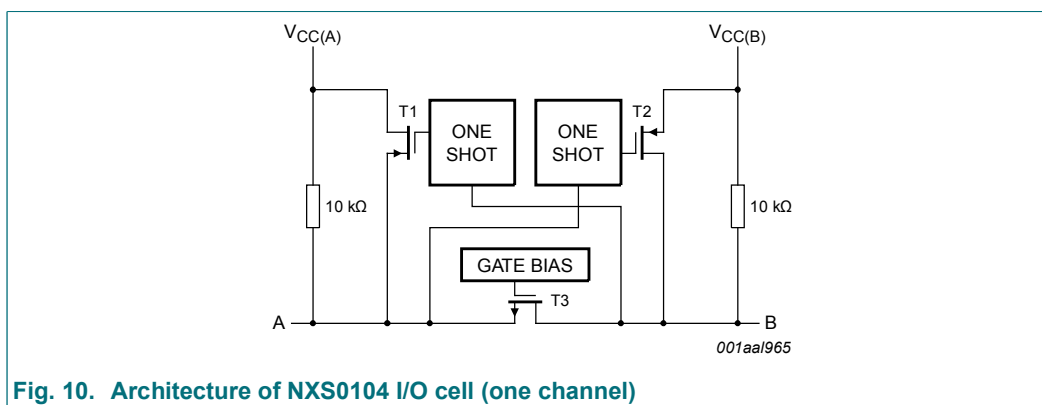 VCC(A)
VCC(B)
T1
ONE
SHOT
ONE
SHOT
T2
10 kΩ
10 kΩ
GATE BIAS
T3
A
B
001aal965
Fig. 10. Architecture of NXS0104 I/O cell (one channel)